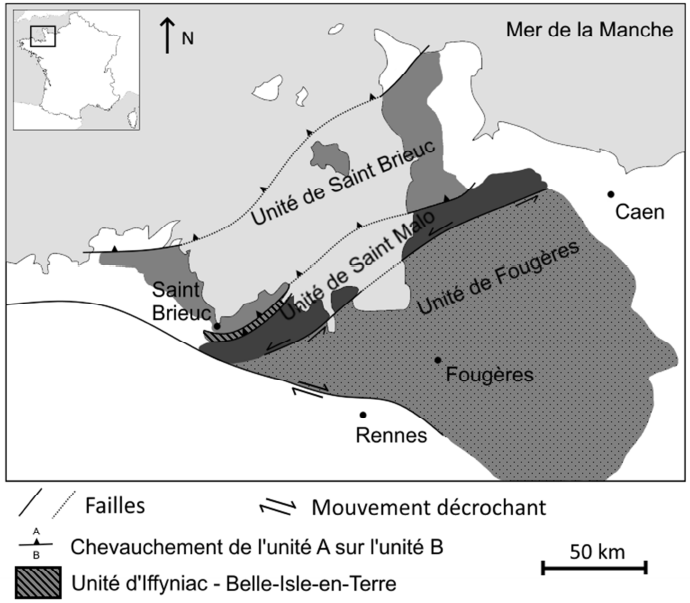 Mer de la Manche
N
Unité de Saint Brieuc
Caen
Unité de Saint Malo
Unité de Fougères
Saint
Brieuc
Fougères
Rennes
Failles
Mouvement décrochant
A
B
Chevauchement de l'unité A sur l'unité B
50 km
Unité d'Iffyniac - Belle-Isle-en-Terre